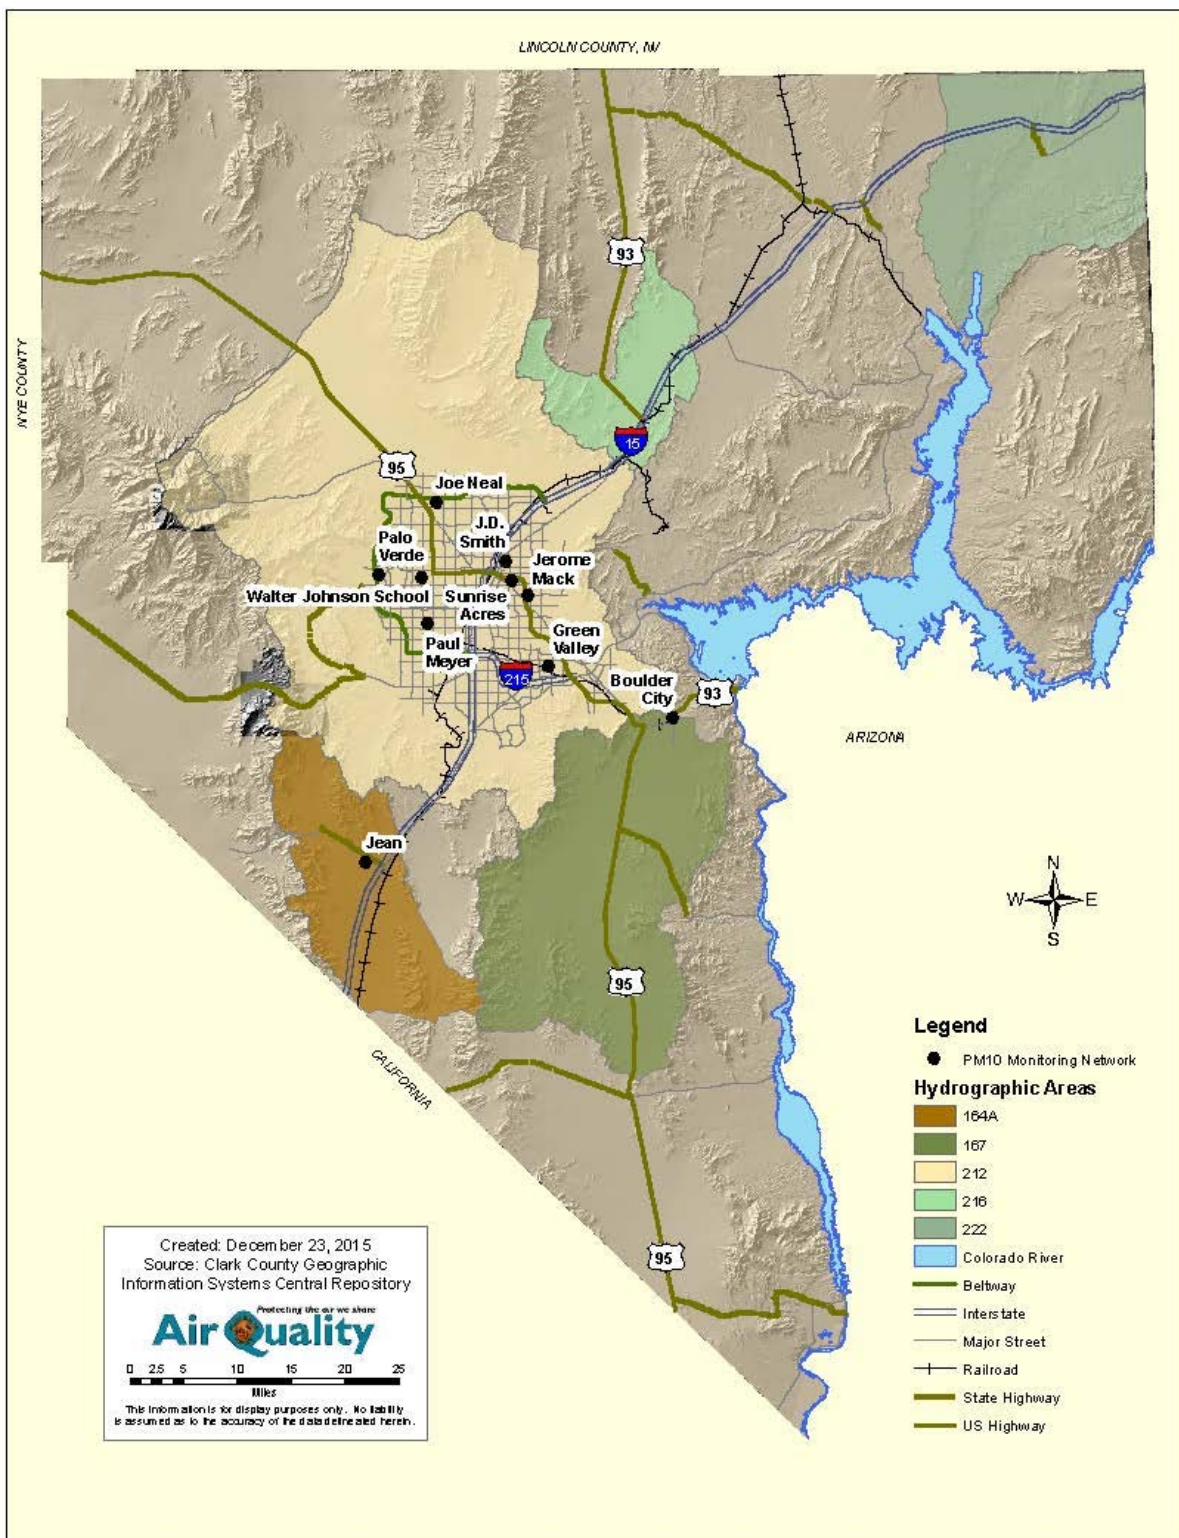 LINCOLN COUNTY, NV
NYE COUNTY
93
15
95
Joe Neal
J.D.
Smith
Palo
Verde
Jerome
Mack
Walter Johnson School
Sunrise
Acres
Paul
Meyer
Green
Valley
215
Boulder
City
93
ARIZONA
Jean
N
W
E
S
95
CALIFORNIA
95
Legend
PM10 Monitoring Network
Hydrographic Areas
164A
167
212
216
222
Colorado River
Beltway
Interstate
Major Street
Railroad
State Highway
US Highway
Created: December 23, 2015
Source: Clark County Geographic
Information Systems Central Repository
Protecting the air we share
Air Quality
0 2.5 5 10 15 20 25
Miles
This information is for display purposes only. No liability
is assumed as to the accuracy of the data delineated herein.